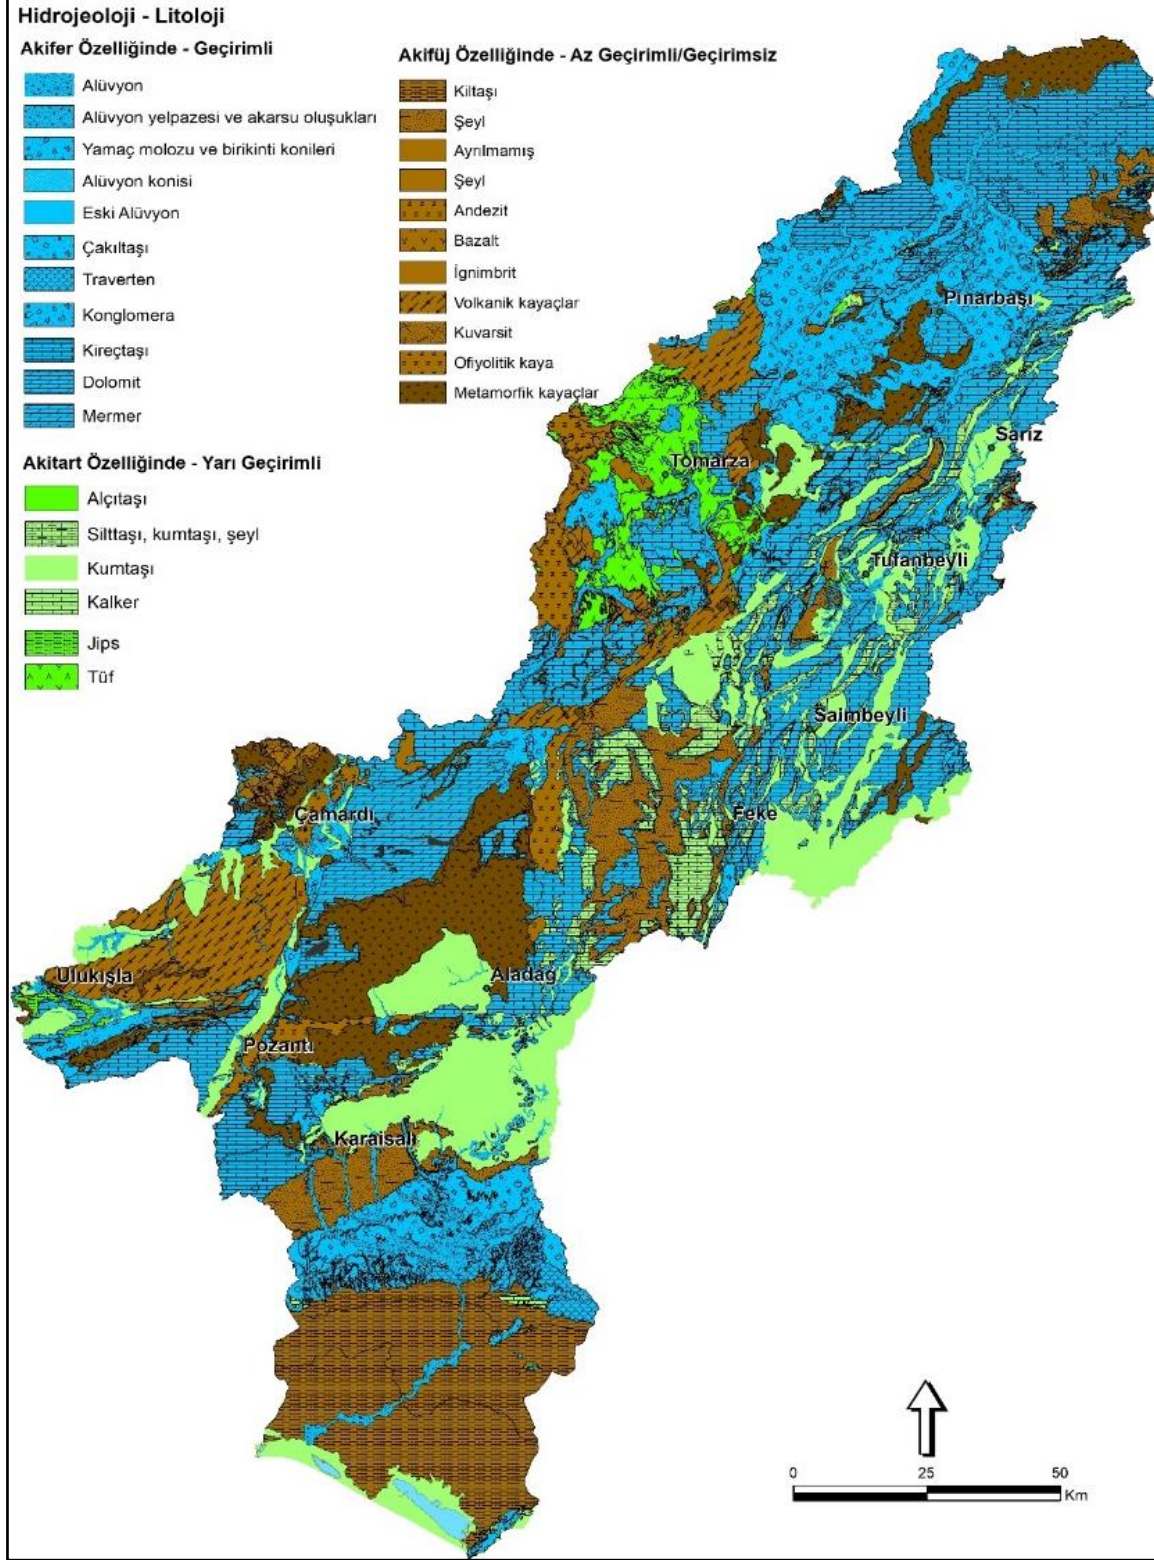 Hidrojeoloji - Litoloji
Akifer Özelliğinde - Geçirimli
Alüvyon
Alüvyon yelpazesi ve akarsu oluşukları
Yamaç molozu ve birikinti konileri
Alüvyon konisi
Eski Alüvyon
Çakıltaşı
Traverten
Konglomera
Kireçtaşı
Dolomit
Mermer
Akitart Özelliğinde - Yarı Geçirimli
Alçıtaşı
Silttaşı, kumtaşı, şeyl
Kumtaşı
Kalker
Jips
Tüf
Akifüj Özelliğinde - Az Geçirimli/Geçirimsiz
Kiltaşı
Şeyl
Ayrılmamış
Şeyl
Andezit
Bazalt
İgnimbrit
Volkanik kayaçlar
Kuvarsit
Ofiyolitik kaya
Metamorfik kayaçlar
Pınarbaşı
Sarız
Tomarza
Tufanbeyli
Saimbeyli
Çamardı
Feke
Ulukışla
Aladağ
Pozantı
Karaisalı
0 25 50
Km